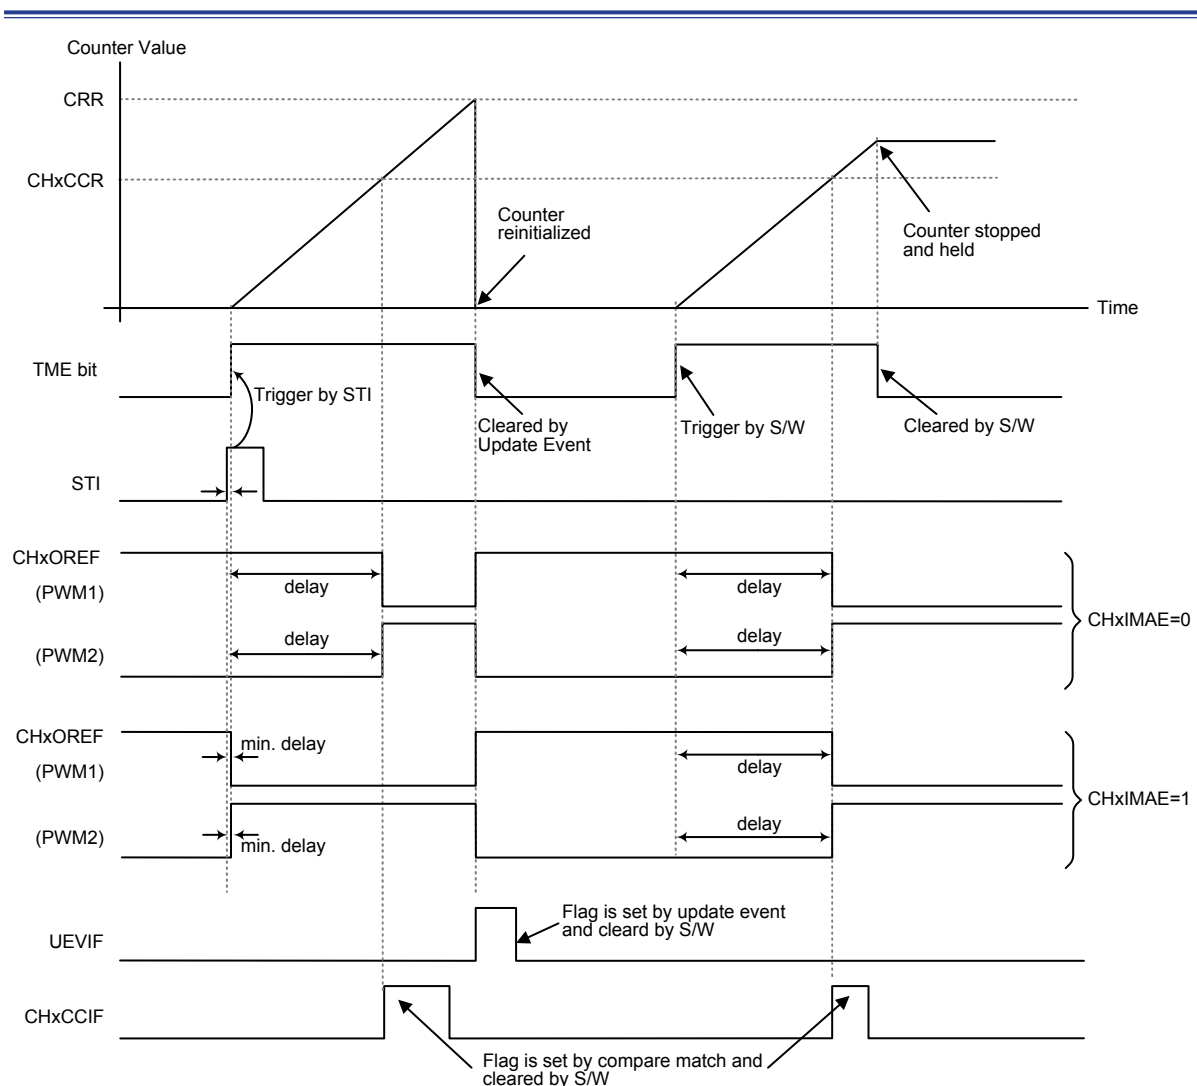 Counter Value
CRR
CHxCCR
Counter
reinitialized
Counter stopped
and held
Time
TME bit
Trigger by STI
Cleared by
Update Event
Trigger by S/W
Cleared by S/W
STI
CHxOREF
(PWM1)
delay
delay
(PWM2)
delay
delay
CHxIMAE=0
CHxOREF
(PWM1)
min. delay
delay
(PWM2)
min. delay
delay
CHxIMAE=1
UEVIF
Flag is set by update event
and cleard by S/W
CHxCCIF
Flag is set by compare match and
cleared by S/W